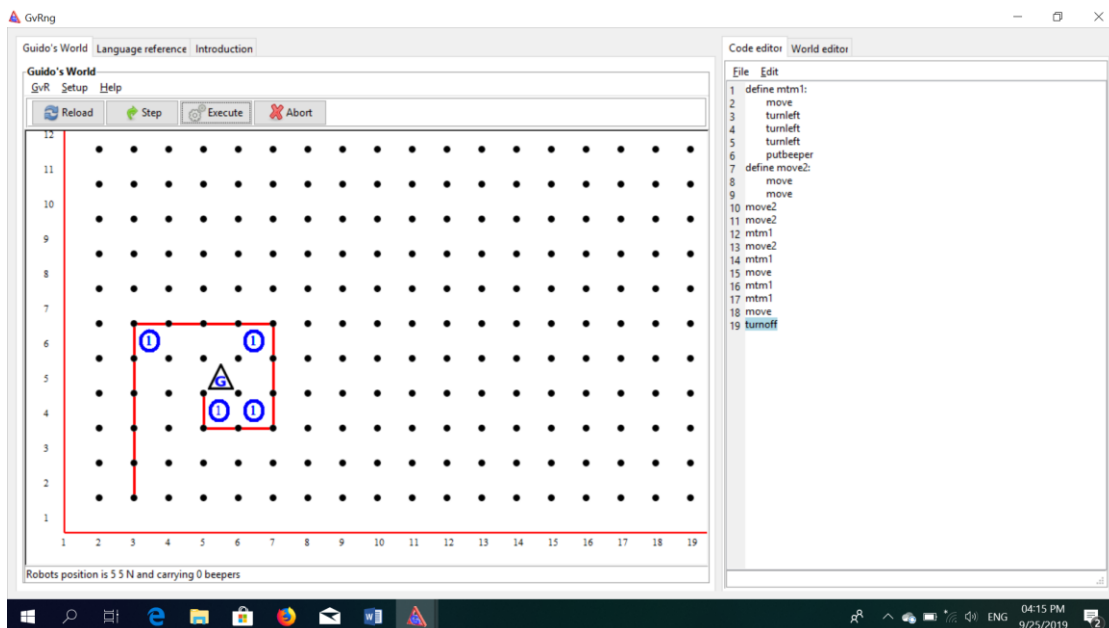 GvRng
Guido's World Language reference Introduction
Guido's World
GvR Setup Help
Reload Step Execute Abort
12
11
10
9
8
7
6 1 1
5 G
4 1 1
3
2
1
1 2 3 4 5 6 7 8 9 10 11 12 13 14 15 16 17 18 19
Robots position is 5 5 N and carrying 0 beepers
Code editor World editor
File Edit
1 define mtm1:
2 move
3 turnleft
4 turnleft
5 turnleft
6 putbeeper
7 define move2:
8 move
9 move
10 move2
11 move2
12 mtm1
13 move2
14 mtm1
15 move
16 mtm1
17 mtm1
18 move
19 turnoff
ENG 04:15 PM
9/25/2019 2